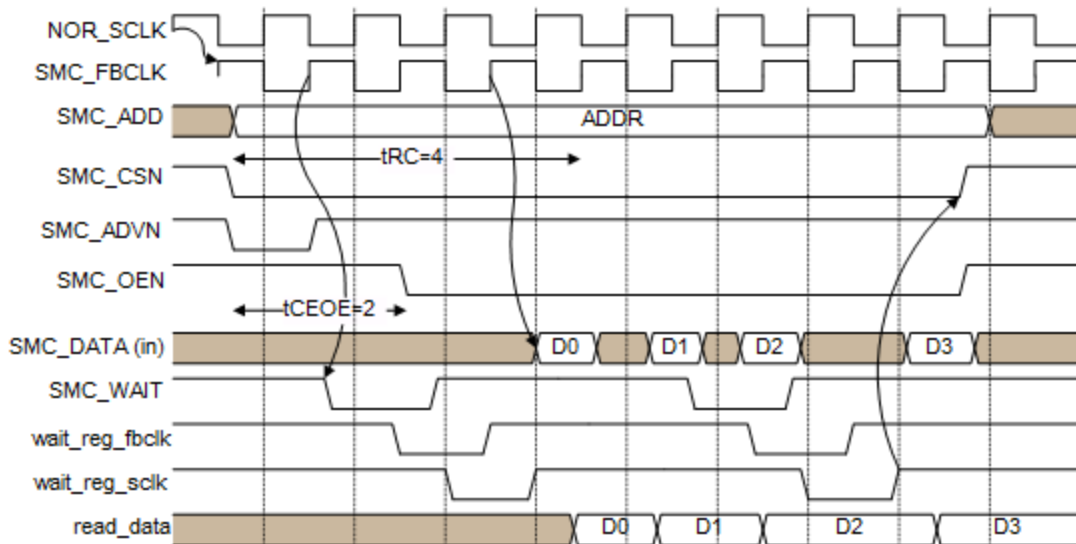 NOR_SCLK
SMC_FBCLK
SMC_ADD ADDR
tRC=4
SMC_CSN
SMC_ADVN
SMC_OEN
tCEOE=2
SMC_DATA (in) D0 D1 D2 D3
SMC_WAIT
wait_reg_fbclk
wait_reg_sclk
read_data D0 D1 D2 D3